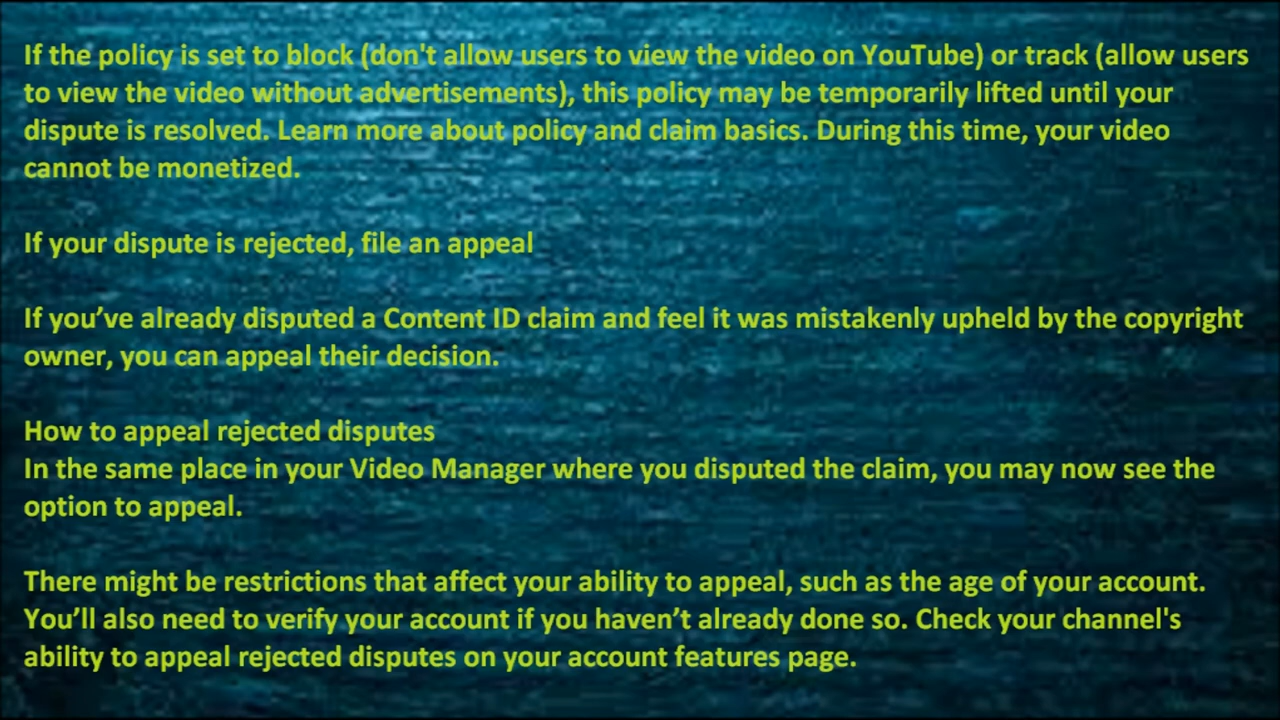 If the policy is set to block (don't allow users to view the video on YouTube) or track (allow users
to view the video without advertisements), this policy may be temporarily lifted until your
dispute is resolved. Learn more about policy and claim basics. During this time, your video
cannot be monetized.
If your dispute is rejected, file an appeal
If you’ve already disputed a Content ID claim and feel it was mistakenly upheld by the copyright
owner, you can appeal their decision.
How to appeal rejected disputes
In the same place in your Video Manager where you disputed the claim, you may now see the
option to appeal.
There might be restrictions that affect your ability to appeal, such as the age of your account.
You’ll also need to verify your account if you haven’t already done so. Check your channel's
ability to appeal rejected disputes on your account features page.